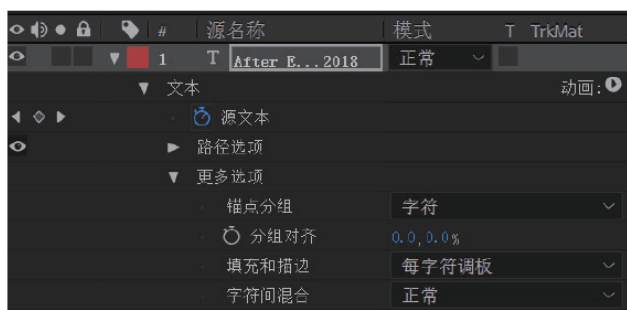 # 源名称 模式 T TrkMat
1 T After E...2018 正常
文本 动画:
源文本
路径选项
更多选项
锚点分组 字符
分组对齐 0.0,0.0%
填充和描边 每字符调板
字符间混合 正常